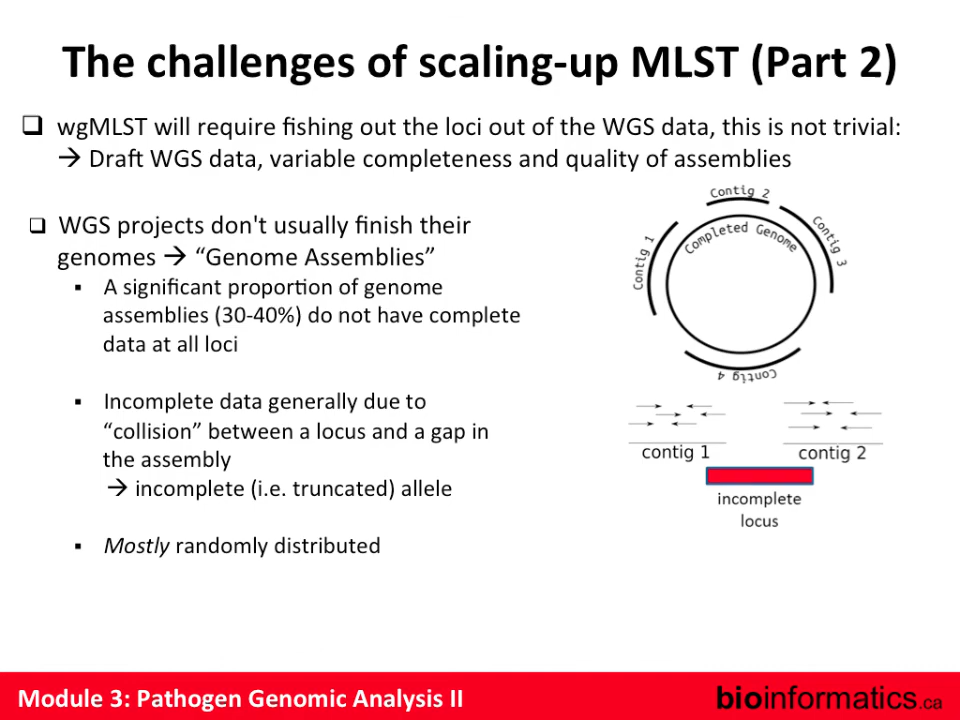 The challenges of scaling-up MLST (Part 2)
❑ wgMLST will require fishing out the loci out of the WGS data, this is not trivial:
→ Draft WGS data, variable completeness and quality of assemblies
❑ WGS projects don't usually finish their
genomes → “Genome Assemblies”
▪ A significant proportion of genome
assemblies (30-40%) do not have complete
data at all loci
▪ Incomplete data generally due to
“collision” between a locus and a gap in
the assembly
→ incomplete (i.e. truncated) allele
▪ Mostly randomly distributed
Contig 2
Completed Genome
Contig 1
Contig 3
Contig 4
contig 1
contig 2
incomplete
locus
Module 3: Pathogen Genomic Analysis II
bioinformatics.ca